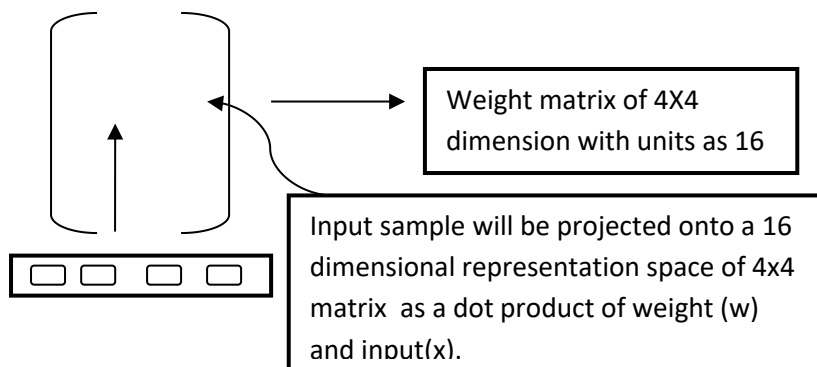 Weight matrix of 4X4
dimension with units as 16
Input sample will be projected onto a 16
dimensional representation space of 4x4
matrix as a dot product of weight (w)
and input(x).